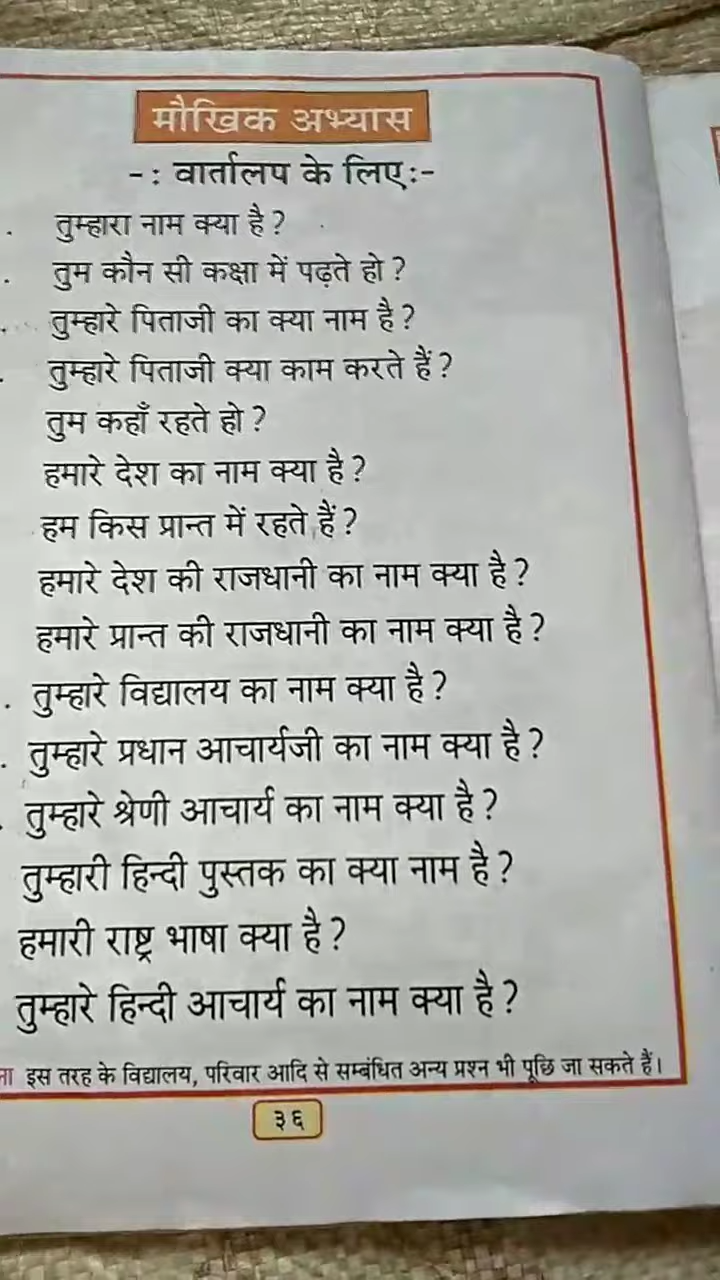 मौखिक अभ्यास
-: वार्तालप के लिए:-
तुम्हारा नाम क्या है ?
तुम कौन सी कक्षा में पढ़ते हो ?
तुम्हारे पिताजी का क्या नाम है ?
तुम्हारे पिताजी क्या काम करते हैं ?
तुम कहाँ रहते हो ?
हमारे देश का नाम क्या है ?
हम किस प्रान्त में रहते हैं ?
हमारे देश की राजधानी का नाम क्या है ?
हमारे प्रान्त की राजधानी का नाम क्या है ?
तुम्हारे विद्यालय का नाम क्या है ?
तुम्हारे प्रधान आचार्यजी का नाम क्या है ?
तुम्हारे श्रेणी आचार्य का नाम क्या है ?
तुम्हारी हिन्दी पुस्तक का क्या नाम है ?
हमारी राष्ट्र भाषा क्या है ?
तुम्हारे हिन्दी आचार्य का नाम क्या है ?
इस तरह के विद्यालय, परिवार आदि से सम्बंधित अन्य प्रश्न भी पूछि जा सकते हैं।
३६